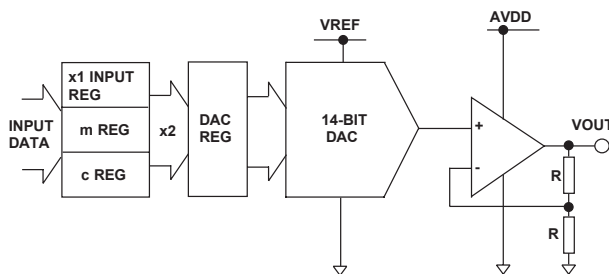 VREF
AVDD
x1 INPUT
REG
m REG
c REG
INPUT
DATA
x2
DAC
REG
14-BIT
DAC
+
-
VOUT
R
R